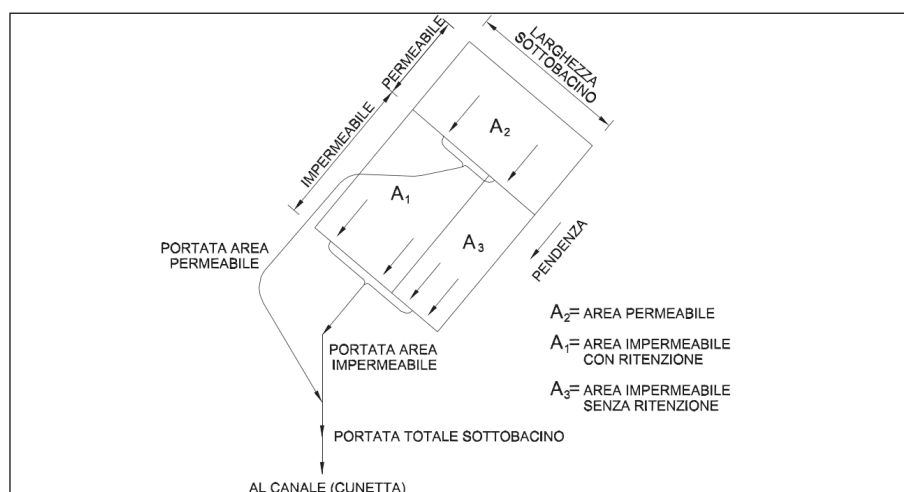 PERMEABILE
LARGHEZZA
SOTTOBACINO
IMPERMEABILE
A2
A1
A3
PENDENZA
PORTATA AREA
PERMEABILE
A2= AREA PERMEABILE
A1= AREA IMPERMEABILE
CON RITENZIONE
A3= AREA IMPERMEABILE
SENZA RITENZIONE
PORTATA AREA
IMPERMEABILE
PORTATA TOTALE SOTTOBACINO
AL CANALE (CUNETTA)